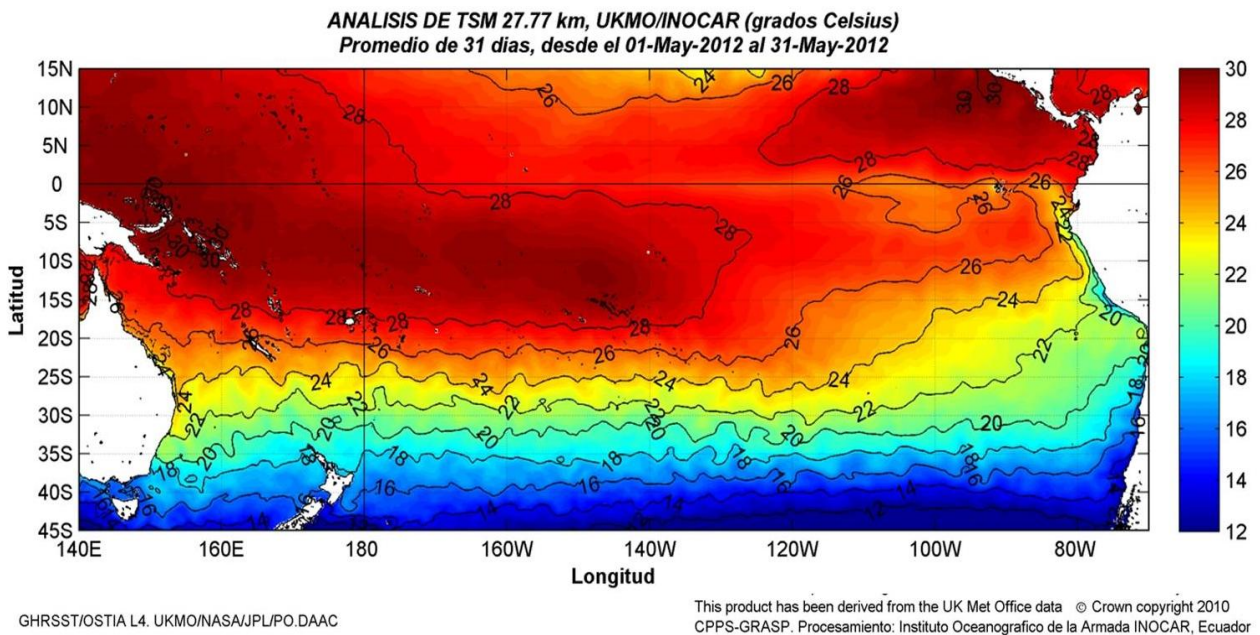 ANALISIS DE TSM 27.77 km, UKMO/INOCAR (grados Celsius)
Promedio de 31 dias, desde el 01-May-2012 al 31-May-2012
15N
10N
5N
0
5S
10S
15S
20S
25S
30S
35S
40S
45S
Latitud
140E 160E 180 160W 140W 120W 100W 80W
Longitud
30
28
26
24
22
20
18
16
14
12
GHRSST/OSTIA L4. UKMO/NASA/JPL/PO.DAAC
This product has been derived from the UK Met Office data © Crown copyright 2010
CPPS-GRASP. Procesamiento: Instituto Oceanografico de la Armada INOCAR, Ecuador